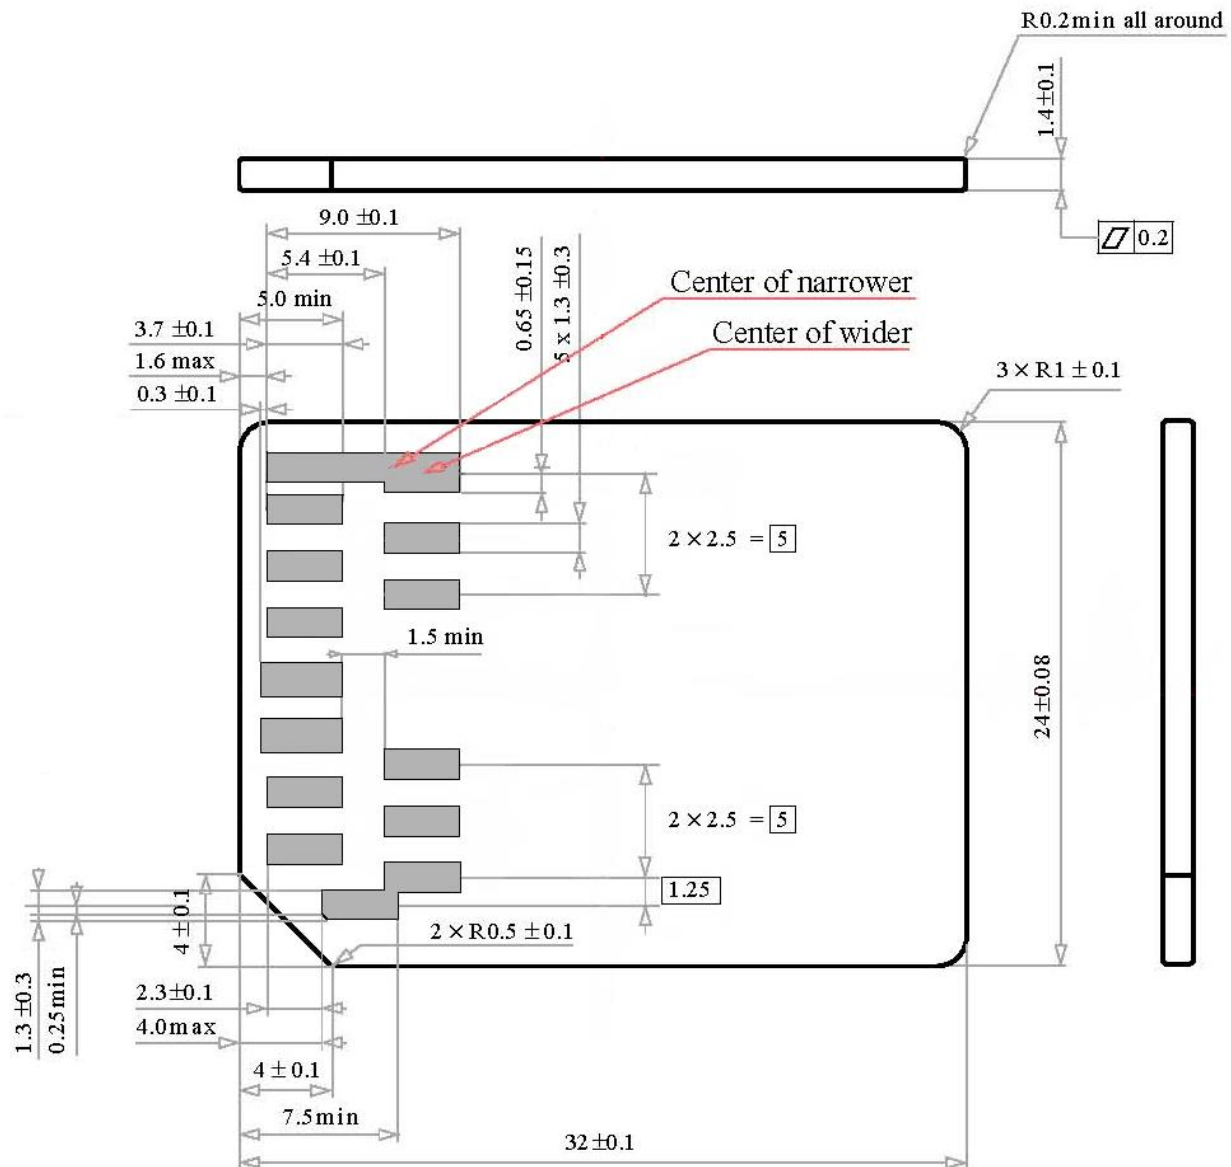 R0.2min all around
1.4±0.1
0.2
9.0 ±0.1
5.4 ±0.1
5.0 min
3.7 ±0.1
1.6 max
0.3 ±0.1
0.65 ±0.15
5 x 1.3 ±0.3
Center of narrower
Center of wider
3 × R1 ± 0.1
2 × 2.5 = 5
1.5 min
24±0.08
2 × 2.5 = 5
1.25
4 ± 0.1
2 × R0.5 ± 0.1
1.3 ±0.3
0.25min
2.3±0.1
4.0max
4 ± 0.1
7.5min
32±0.1